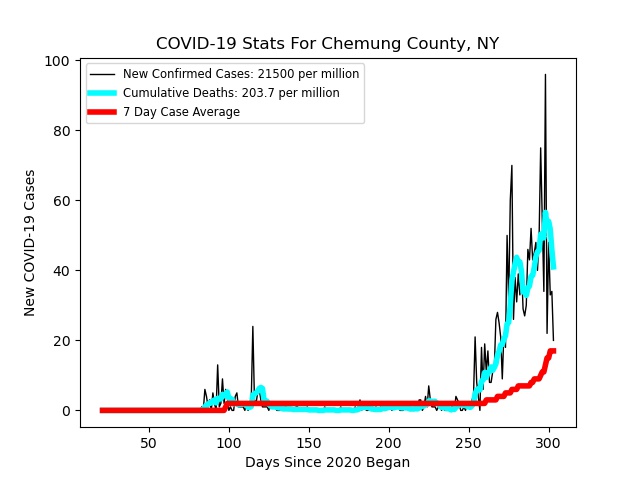 COVID-19 Stats For Chemung County, NY
New Confirmed Cases: 21500 per million
Cumulative Deaths: 203.7 per million
7 Day Case Average
New COVID-19 Cases
100
80
60
40
20
0
50
100
150
200
250
300
Days Since 2020 Began